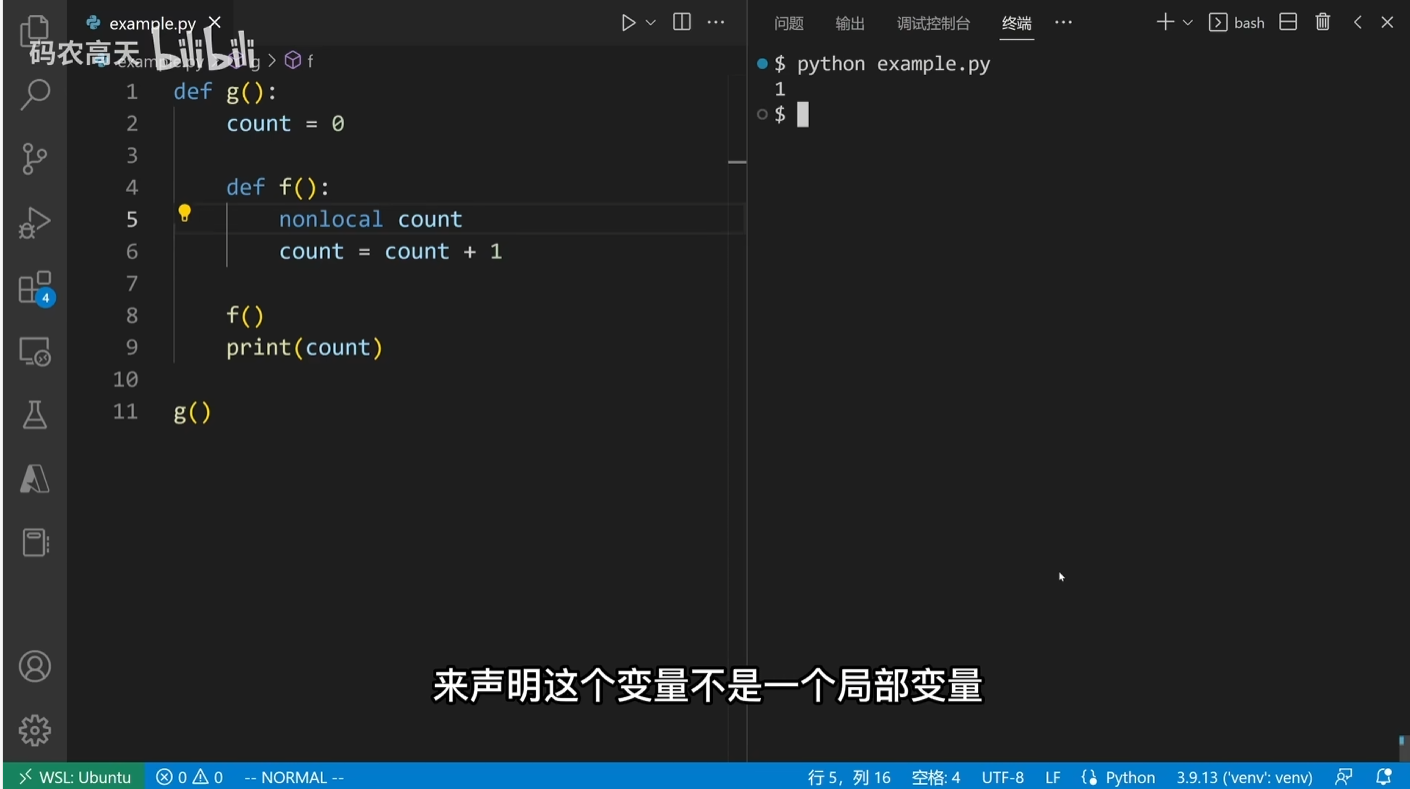 example.py
码农高天 bilibili
example.py > g > f
1 def g():
2 count = 0
3
4 def f():
5 nonlocal count
6 count = count + 1
7
8 f()
9 print(count)
10
11 g()
问题 输出 调试控制台 终端 ··· bash
$ python example.py
1
$
4
来声明这个变量不是一个局部变量
WSL: Ubuntu 0 0 -- NORMAL -- 行 5，列 16 空格: 4 UTF-8 LF Python 3.9.13 ('venv': venv)